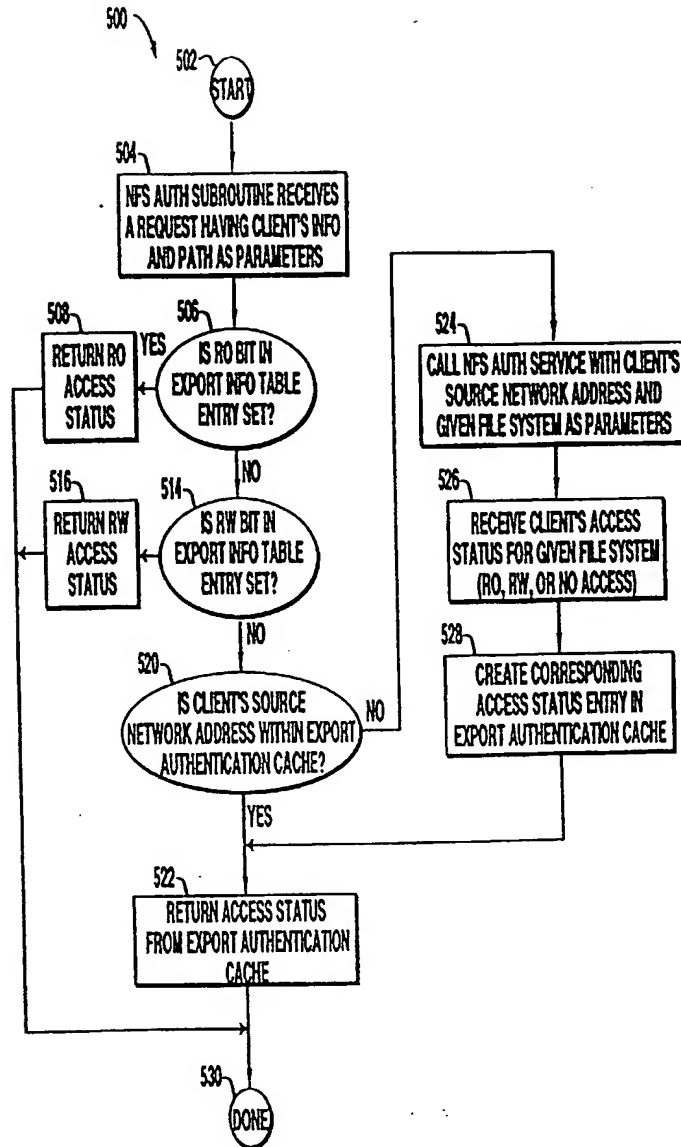 500
502
START
504
NFS AUTH SUBROUTINE RECEIVES
A REQUEST HAVING CLIENT'S INFO
AND PATH AS PARAMETERS
506
IS RO BIT IN
EXPORT INFO TABLE
ENTRY SET?
YES
508
RETURN RO
ACCESS
STATUS
NO
514
IS RW BIT IN
EXPORT INFO TABLE
ENTRY SET?
516
RETURN RW
ACCESS
STATUS
NO
520
IS CLIENT'S SOURCE
NETWORK ADDRESS WITHIN EXPORT
AUTHENTICATION CACHE?
NO
YES
522
RETURN ACCESS STATUS
FROM EXPORT AUTHENTICATION
CACHE
524
CALL NFS AUTH SERVICE WITH CLIENT'S
SOURCE NETWORK ADDRESS AND
GIVEN FILE SYSTEM AS PARAMETERS
526
RECEIVE CLIENT'S ACCESS
STATUS FOR GIVEN FILE SYSTEM
(RO, RW, OR NO ACCESS)
528
CREATE CORRESPONDING
ACCESS STATUS ENTRY IN
EXPORT AUTHENTICATION CACHE
530
DONE